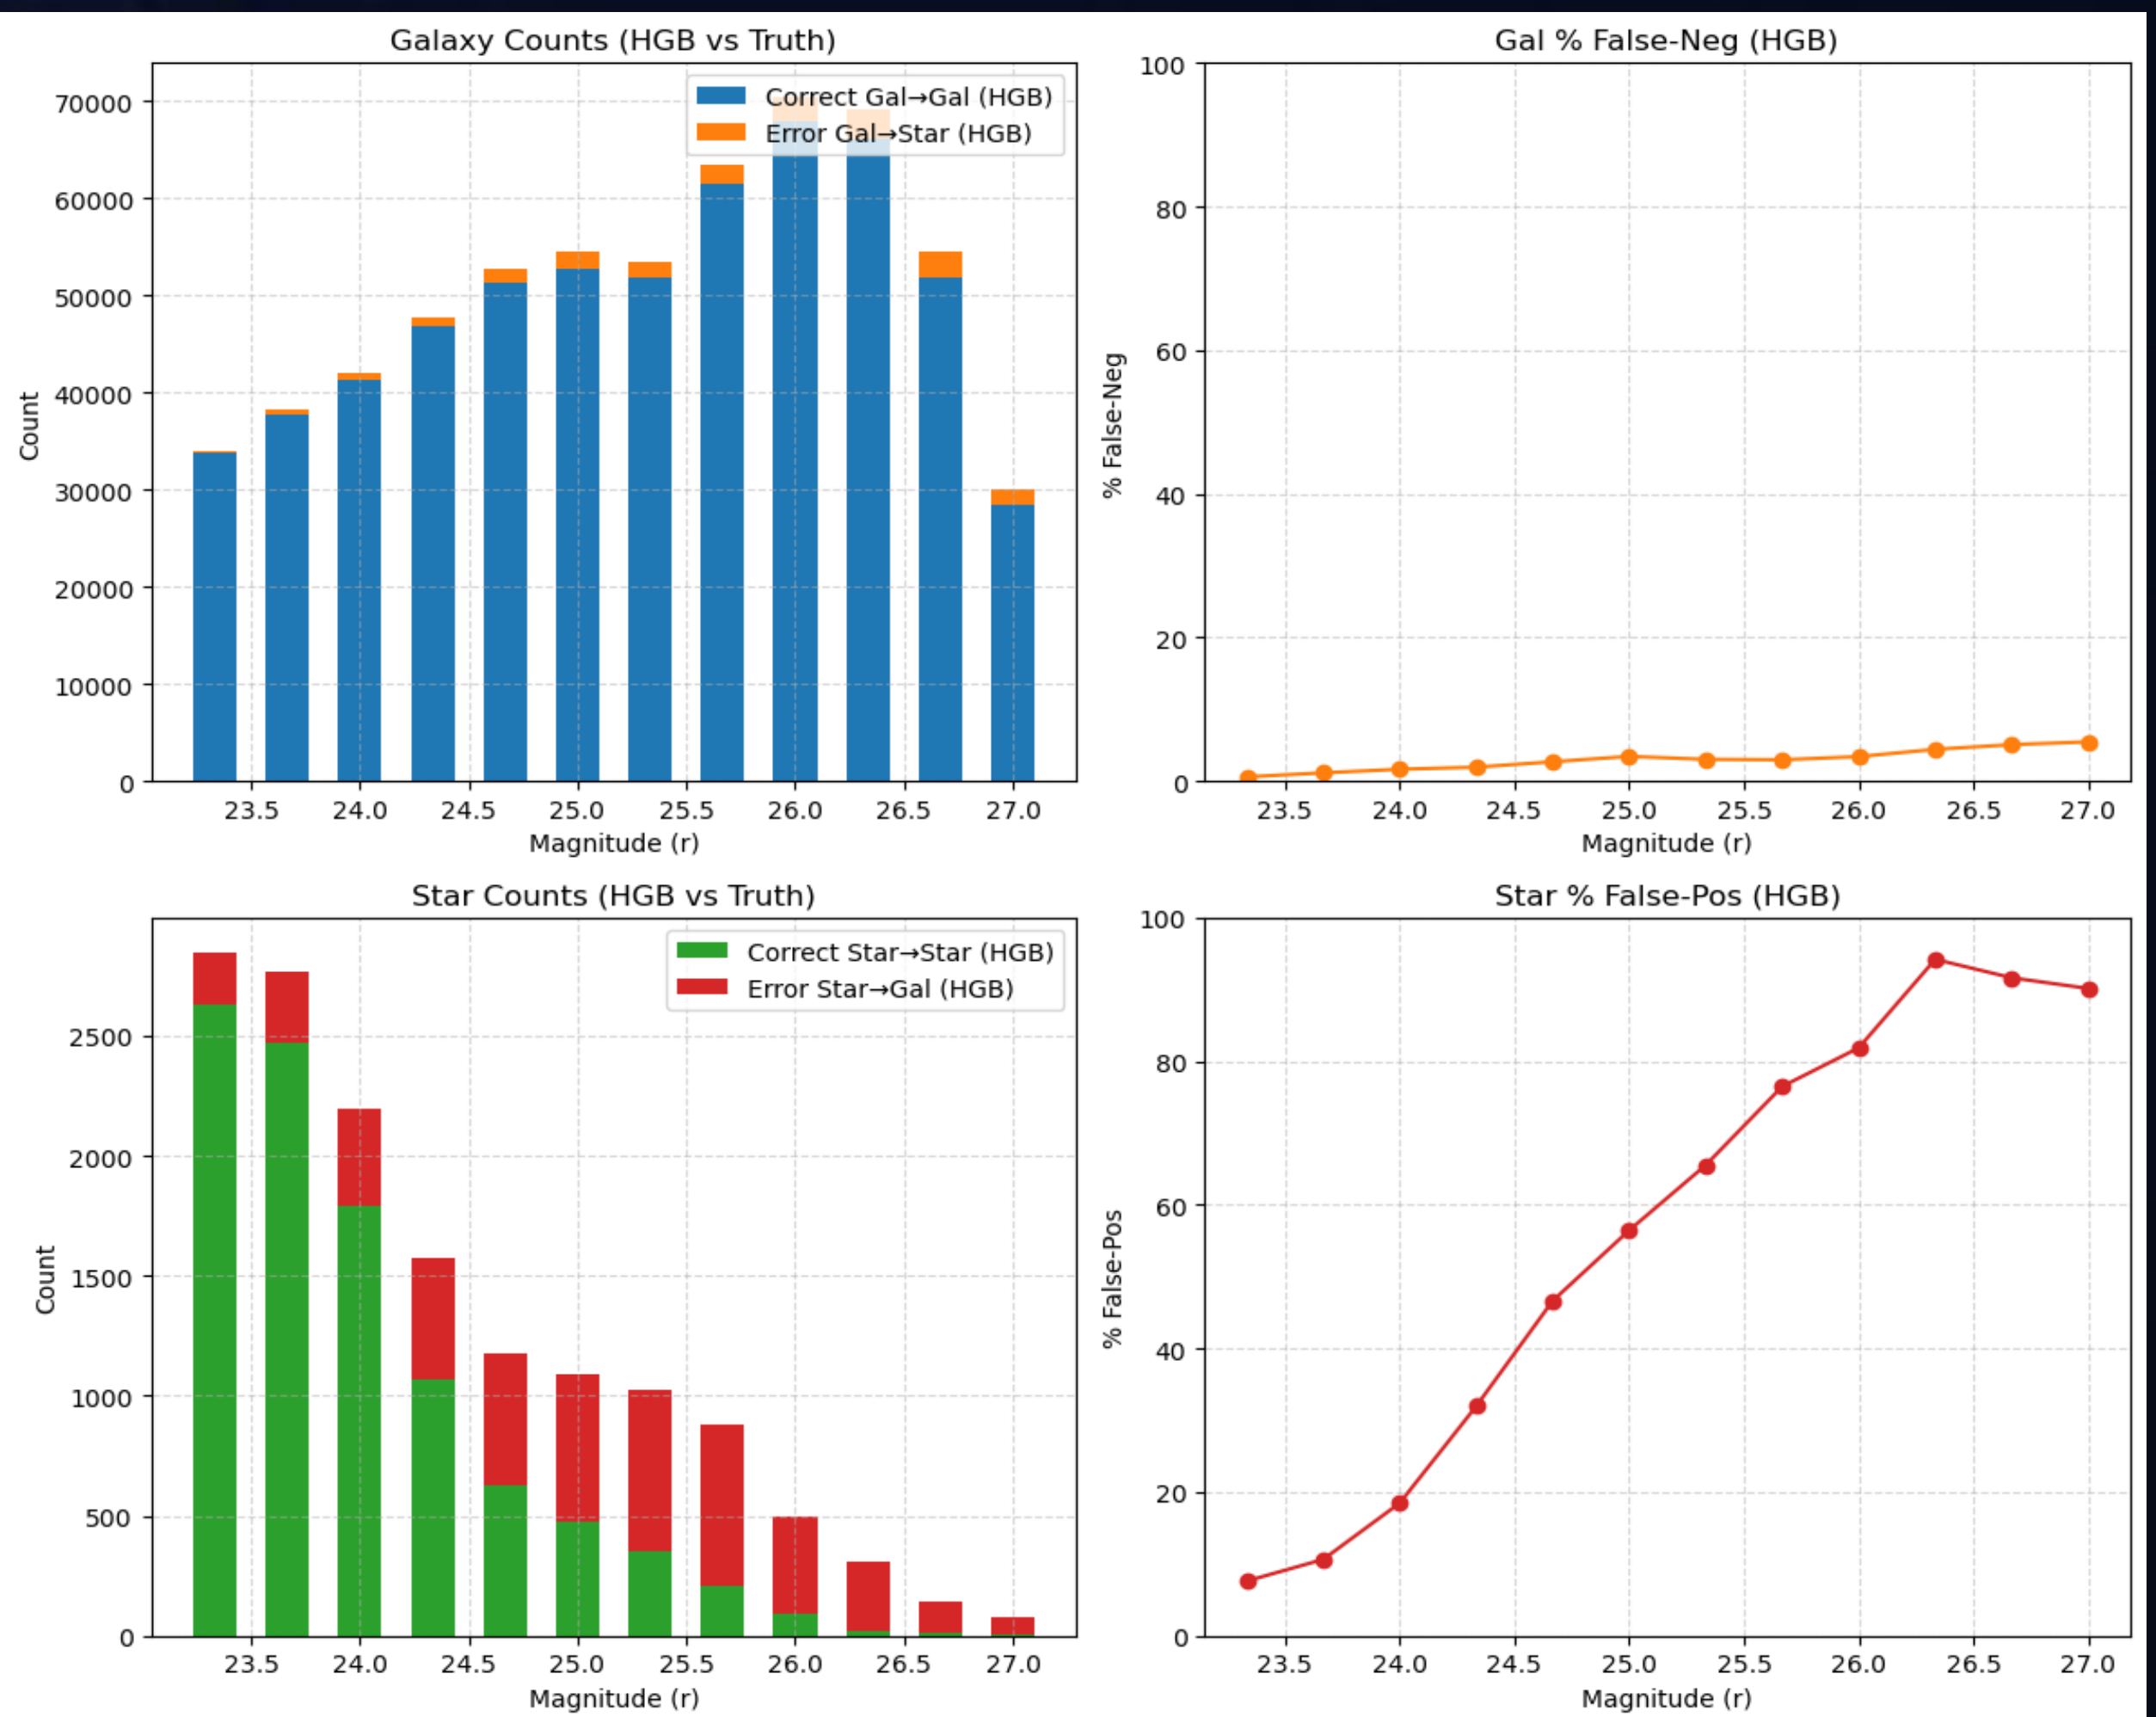 Galaxy Counts (HGB vs Truth)
Correct Gal→Gal (HGB)
Error Gal→Star (HGB)
Count
70000
60000
50000
40000
30000
20000
10000
0
23.5 24.0 24.5 25.0 25.5 26.0 26.5 27.0
Magnitude (r)
Gal % False-Neg (HGB)
% False-Neg
100
80
60
40
20
0
23.5 24.0 24.5 25.0 25.5 26.0 26.5 27.0
Magnitude (r)
Star Counts (HGB vs Truth)
Correct Star→Star (HGB)
Error Star→Gal (HGB)
Count
2500
2000
1500
1000
500
0
23.5 24.0 24.5 25.0 25.5 26.0 26.5 27.0
Magnitude (r)
Star % False-Pos (HGB)
% False-Pos
100
80
60
40
20
0
23.5 24.0 24.5 25.0 25.5 26.0 26.5 27.0
Magnitude (r)